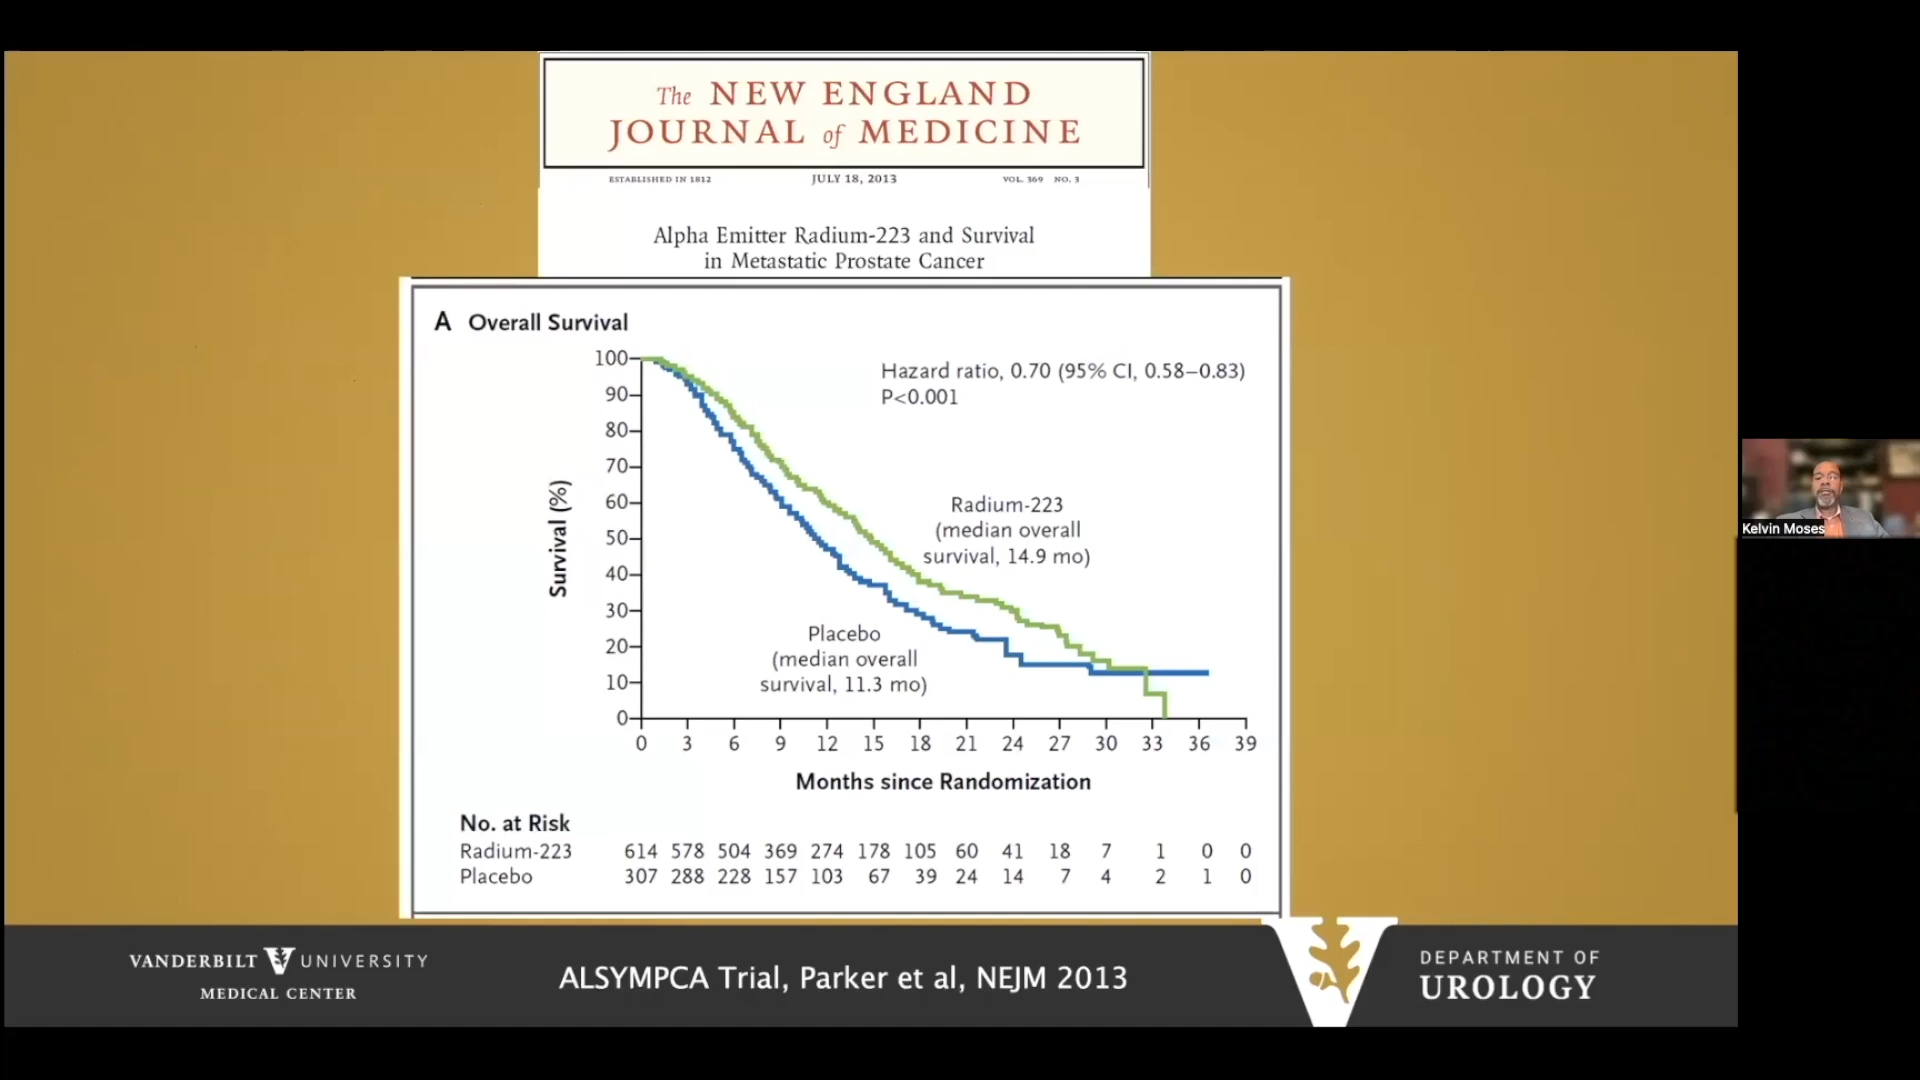 The NEW ENGLAND
JOURNAL of MEDICINE
ESTABLISHED IN 1812 JULY 18, 2013 VOL. 369 NO. 3
Alpha Emitter Radium-223 and Survival
in Metastatic Prostate Cancer
A Overall Survival
Hazard ratio, 0.70 (95% CI, 0.58–0.83)
P<0.001
100
90
80
70
60
50
40
30
20
10
0
Survival (%)
Radium-223
(median overall
survival, 14.9 mo)
Placebo
(median overall
survival, 11.3 mo)
0 3 6 9 12 15 18 21 24 27 30 33 36 39
Months since Randomization
No. at Risk
Radium-223 614 578 504 369 274 178 105 60 41 18 7 1 0 0
Placebo 307 288 228 157 103 67 39 24 14 7 4 2 1 0
Kelvin Moses
VANDERBILT V UNIVERSITY
MEDICAL CENTER
ALSYMPCA Trial, Parker et al, NEJM 2013
V
DEPARTMENT OF
UROLOGY